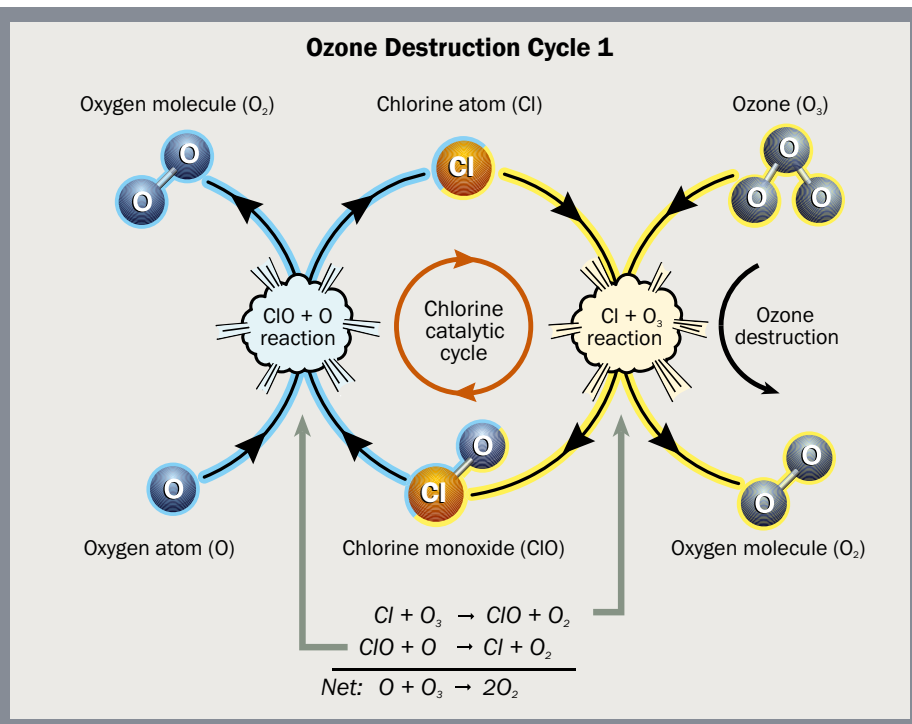 Ozone Destruction Cycle 1
Oxygen molecule (O₂)
Chlorine atom (Cl)
Ozone (O₃)
O
O
Cl
O
O
O
ClO + O
reaction
Chlorine
catalytic
cycle
Cl + O₃
reaction
Ozone
destruction
O
O
Cl
O
O
Oxygen atom (O)
Chlorine monoxide (ClO)
Oxygen molecule (O₂)
Cl + O₃ → ClO + O₂
ClO + O → Cl + O₂
Net: O + O₃ → 2O₂